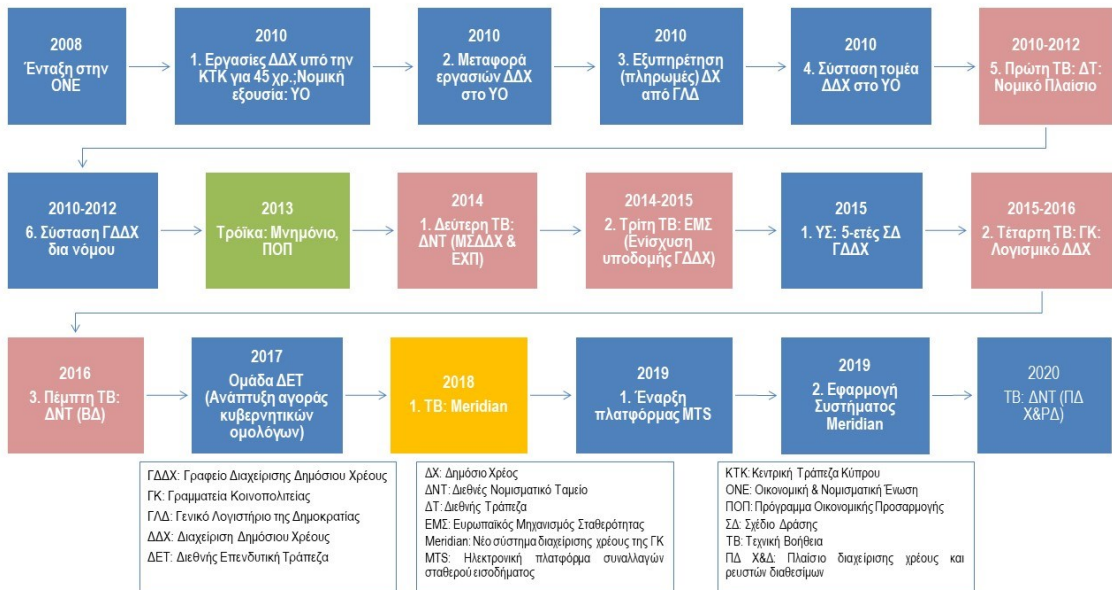 2008
Ένταξη στην
ΟΝΕ
2010
1. Εργασίες ΔΔΧ υπό την
ΚΤΚ για 45 χρ.;Νομική
εξουσία: ΥΟ
2010
2. Μεταφορά
εργασιών ΔΔΧ
στο ΥΟ
2010
3. Εξυπηρέτηση
(πληρωμές) ΔΧ
από ΓΛΔ
2010
4. Σύσταση τομέα
ΔΔΧ στο ΥΟ
2010-2012
5. Πρώτη ΤΒ: ΔΤ:
Νομικό Πλαίσιο
2010-2012
6. Σύσταση ΓΔΔΧ
δια νόμου
2013
Τρόϊκα: Μνημόνιο,
ΠΟΠ
2014
1. Δεύτερη ΤΒ:
ΔΝΤ (ΜΣΔΔΧ &
ΕΧΠ)
2014-2015
2. Τρίτη ΤΒ: ΕΜΣ
(Ενίσχυση
υποδομής ΓΔΔΧ)
2015
1. ΥΣ: 5-ετές ΣΔ
ΓΔΔΧ
2015-2016
2. Τέταρτη ΤΒ: ΓΚ:
Λογισμικό ΔΔΧ
2016
3. Πέμπτη ΤΒ:
ΔΝΤ (ΒΔ)
2017
Ομάδα ΔΕΤ
(Ανάπτυξη αγοράς
κυβερνητικών
ομολόγων)
2018
1. ΤΒ: Meridian
2019
1. Έναρξη
πλατφόρμας MTS
2019
2. Εφαρμογή
Συστήματος
Meridian
2020
ΤΒ: ΔΝΤ (ΠΔ
Χ&ΡΔ)
ΓΔΔΧ: Γραφείο Διαχείρισης Δημόσιου Χρέους
ΓΚ: Γραμματεία Κοινοπολιτείας
ΓΛΔ: Γενικό Λογιστήριο της Δημοκρατίας
ΔΔΧ: Διαχείριση Δημόσιου Χρέους
ΔΕΤ: Διεθνής Επενδυτική Τράπεζα
ΔΧ: Δημόσιο Χρέος
ΔΝΤ: Διεθνές Νομισματικό Ταμείο
ΔΤ: Διεθνής Τράπεζα
ΕΜΣ: Ευρωπαϊκός Μηχανισμός Σταθερότητας
Meridian: Νέο σύστημα διαχείρισης χρέους της ΓΚ
MTS: Ηλεκτρονική πλατφόρμα συναλλαγών
σταθερού εισοδήματος
ΚΤΚ: Κεντρική Τράπεζα Κύπρου
ΟΝΕ: Οικονομική & Νομισματική Ένωση
ΠΟΠ: Πρόγραμμα Οικονομικής Προσαρμογής
ΣΔ: Σχέδιο Δράσης
ΤΒ: Τεχνική Βοήθεια
ΠΔ Χ&Δ: Πλαίσιο διαχείρισης χρέους και
ρευστών διαθεσίμων